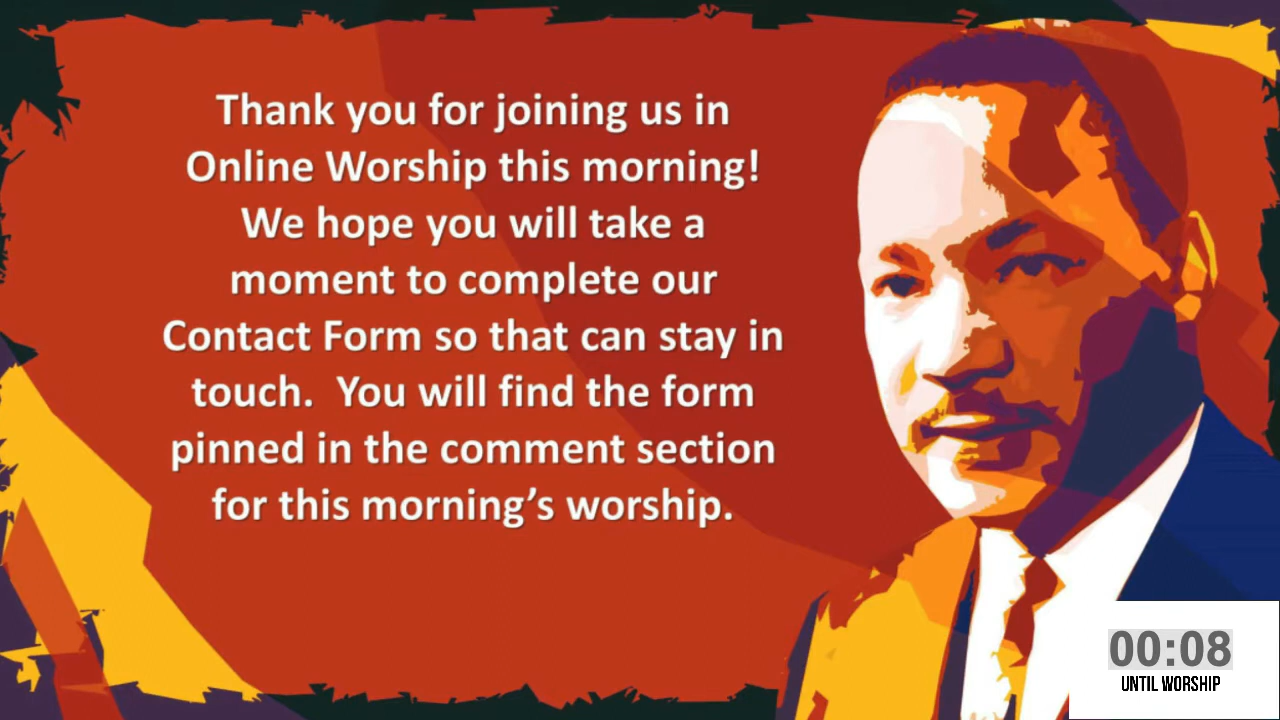 Thank you for joining us in
Online Worship this morning!
We hope you will take a
moment to complete our
Contact Form so that can stay in
touch.  You will find the form
pinned in the comment section
for this morning’s worship.
00:08
UNTIL WORSHIP